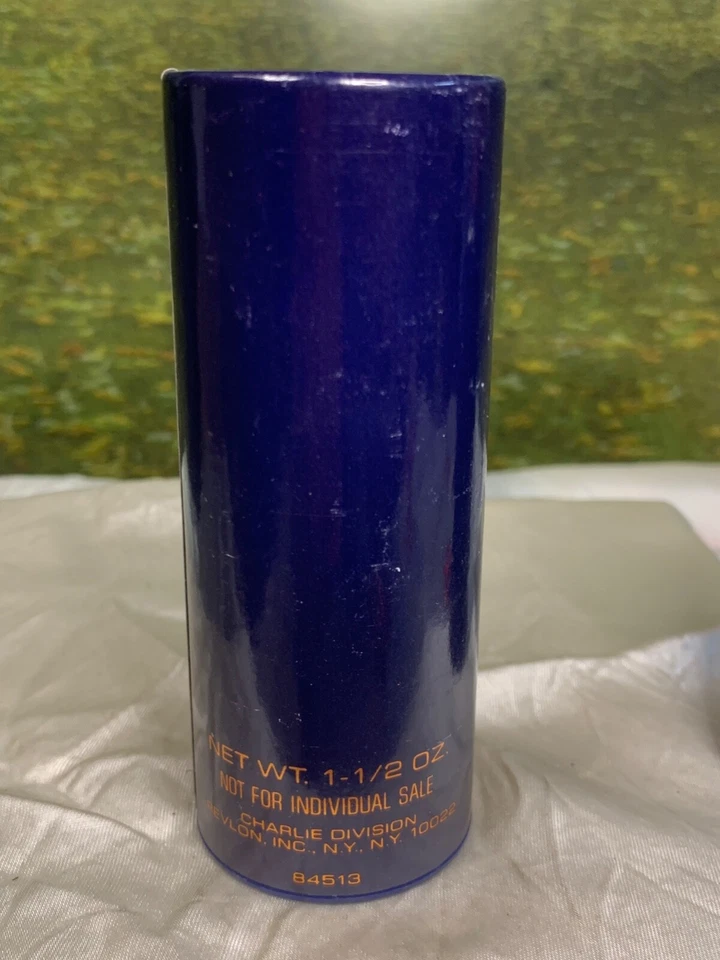 NET WT. 1-1/2 OZ.
NOT FOR INDIVIDUAL SALE
CHARLIE DIVISION
REVLON, INC., N.Y., N.Y. 10022
84513